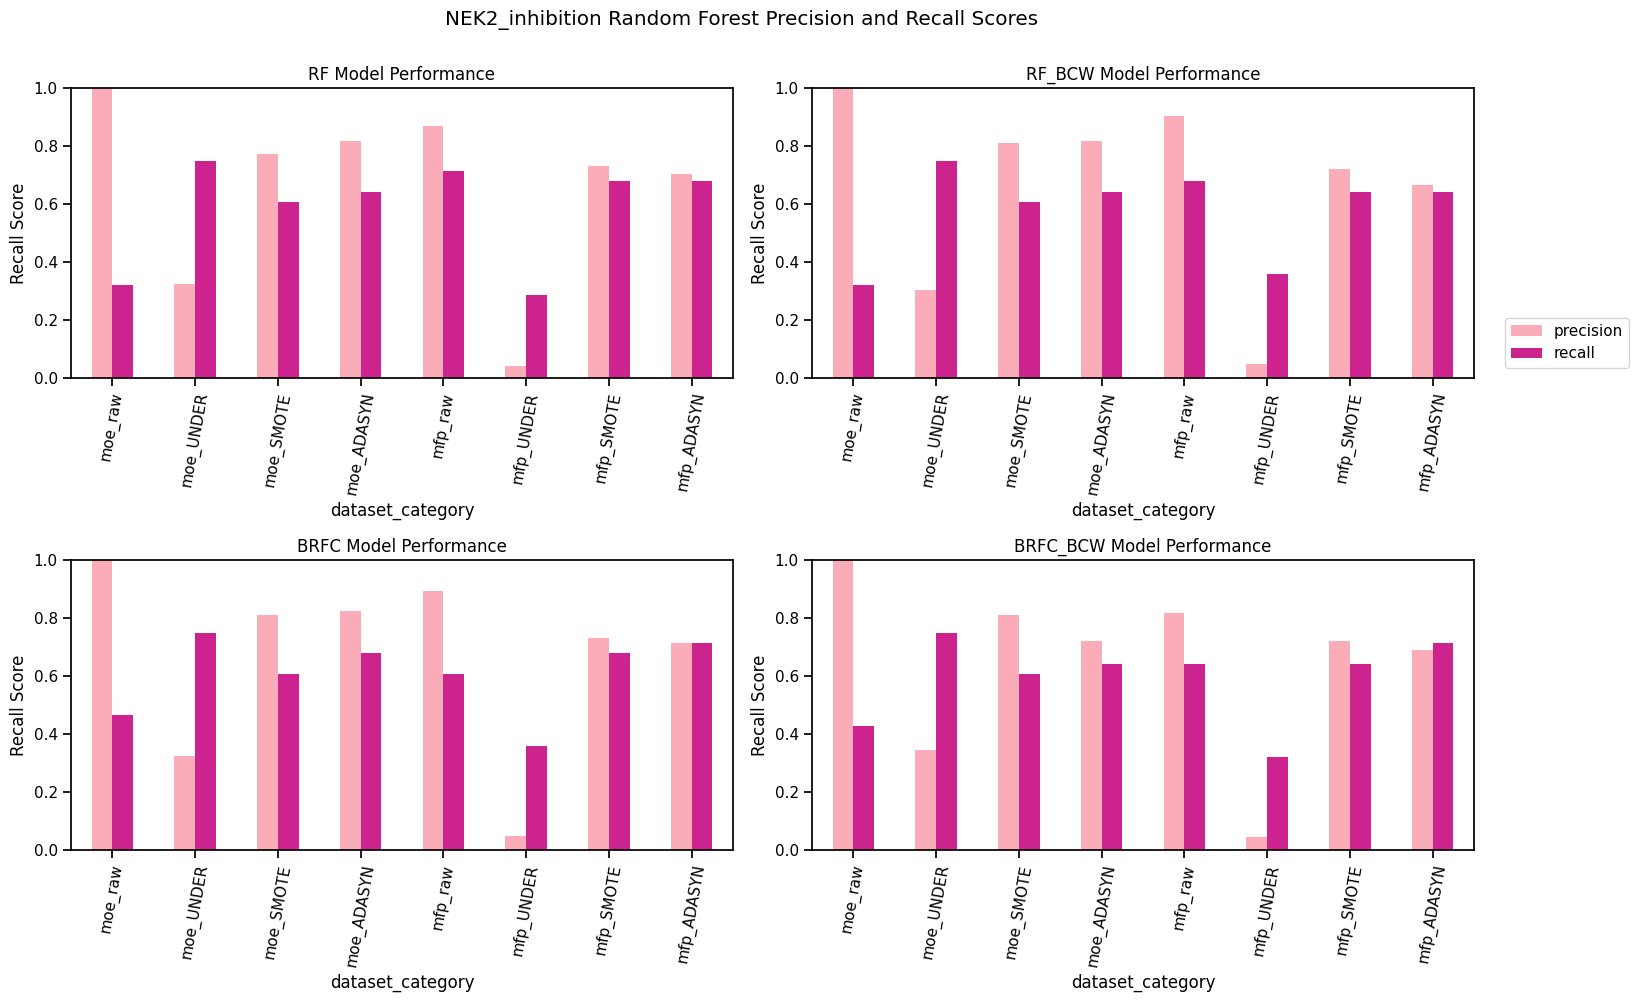 NEK2_inhibition Random Forest Precision and Recall Scores
RF Model Performance
Recall Score
1.0
0.8
0.6
0.4
0.2
0.0
moe_raw
moe_UNDER
moe_SMOTE
moe_ADASYN
mfp_raw
mfp_UNDER
mfp_SMOTE
mfp_ADASYN
dataset_category
RF_BCW Model Performance
Recall Score
1.0
0.8
0.6
0.4
0.2
0.0
moe_raw
moe_UNDER
moe_SMOTE
moe_ADASYN
mfp_raw
mfp_UNDER
mfp_SMOTE
mfp_ADASYN
dataset_category
precision
recall
BRFC Model Performance
Recall Score
1.0
0.8
0.6
0.4
0.2
0.0
moe_raw
moe_UNDER
moe_SMOTE
moe_ADASYN
mfp_raw
mfp_UNDER
mfp_SMOTE
mfp_ADASYN
dataset_category
BRFC_BCW Model Performance
Recall Score
1.0
0.8
0.6
0.4
0.2
0.0
moe_raw
moe_UNDER
moe_SMOTE
moe_ADASYN
mfp_raw
mfp_UNDER
mfp_SMOTE
mfp_ADASYN
dataset_category